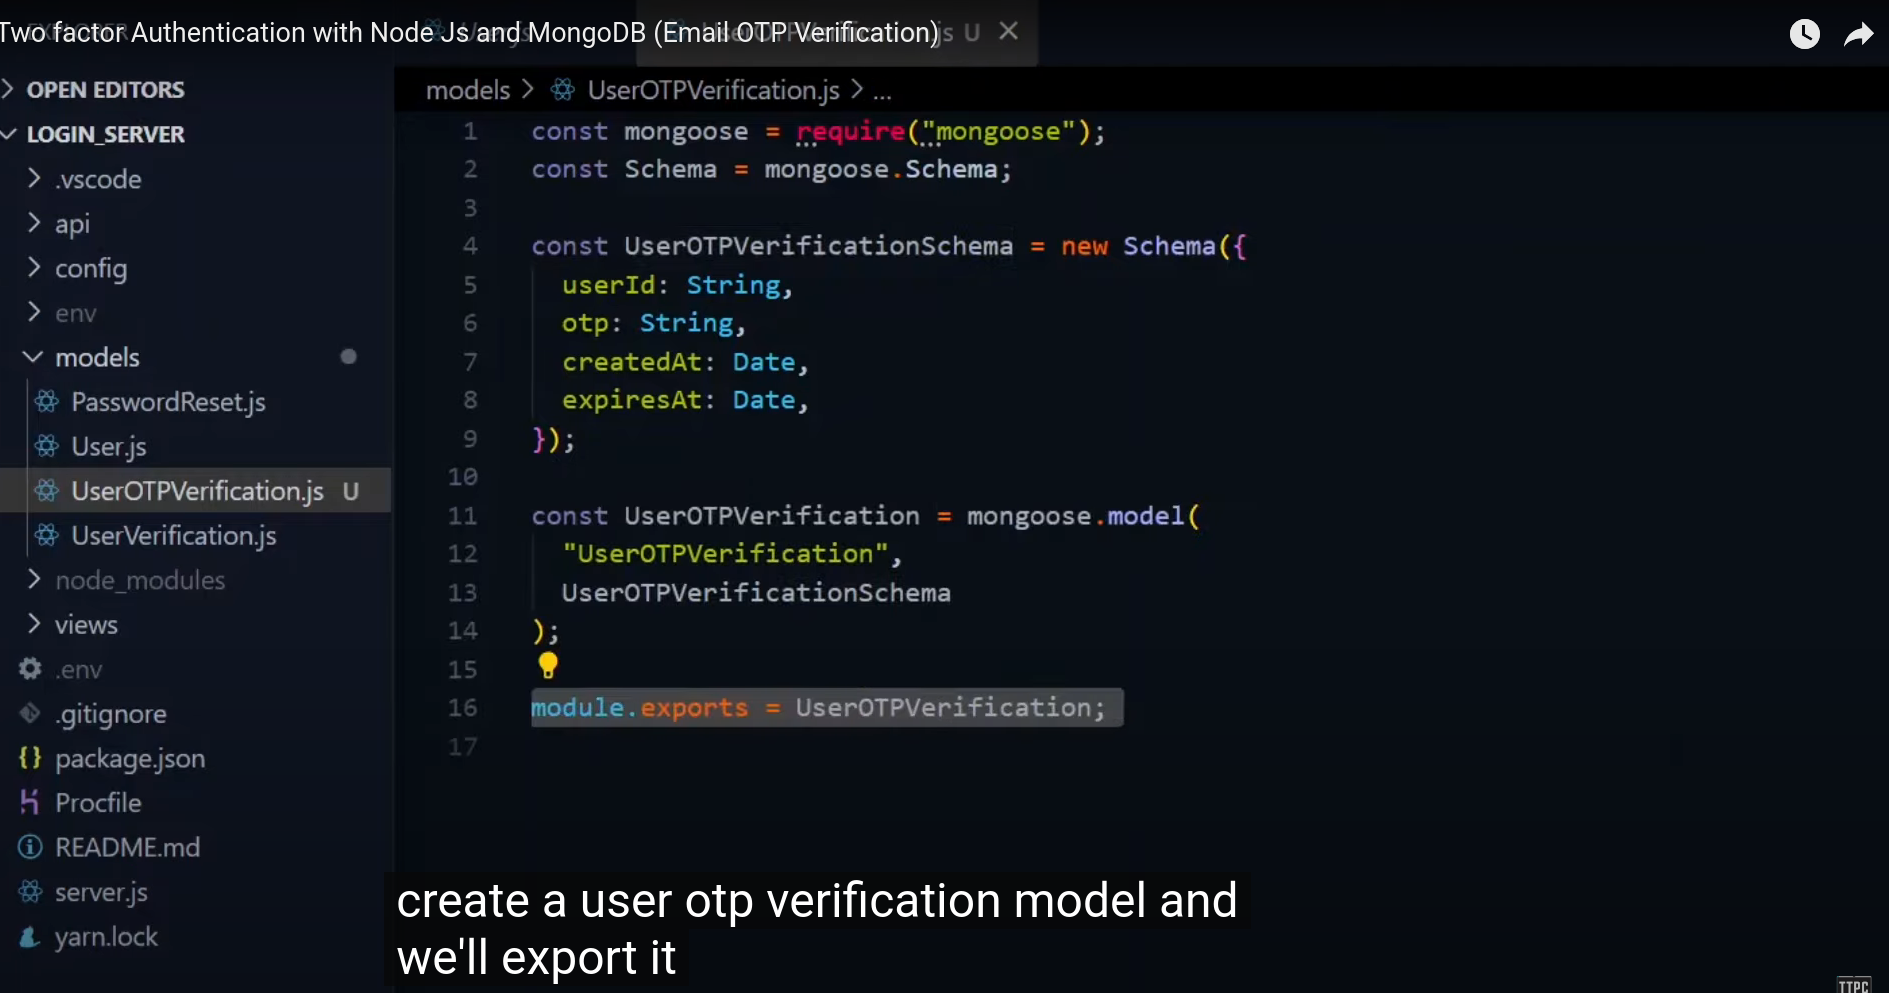 Two factor Authentication with Node Js and MongoDB (Email OTP Verification)
EXPLORER
User.js
UserOTPVerification.js U
OPEN EDITORS
LOGIN_SERVER
.vscode
api
config
env
models
PasswordReset.js
User.js
UserOTPVerification.js U
UserVerification.js
node_modules
views
.env
.gitignore
package.json
Procfile
README.md
server.js
yarn.lock
models > UserOTPVerification.js > ...
1 const mongoose = require("mongoose");
2 const Schema = mongoose.Schema;
3
4 const UserOTPVerificationSchema = new Schema({
5 userId: String,
6 otp: String,
7 createdAt: Date,
8 expiresAt: Date,
9 });
10
11 const UserOTPVerification = mongoose.model(
12 "UserOTPVerification",
13 UserOTPVerificationSchema
14 );
15
16 module.exports = UserOTPVerification;
17
create a user otp verification model and
we'll export it
TTPC